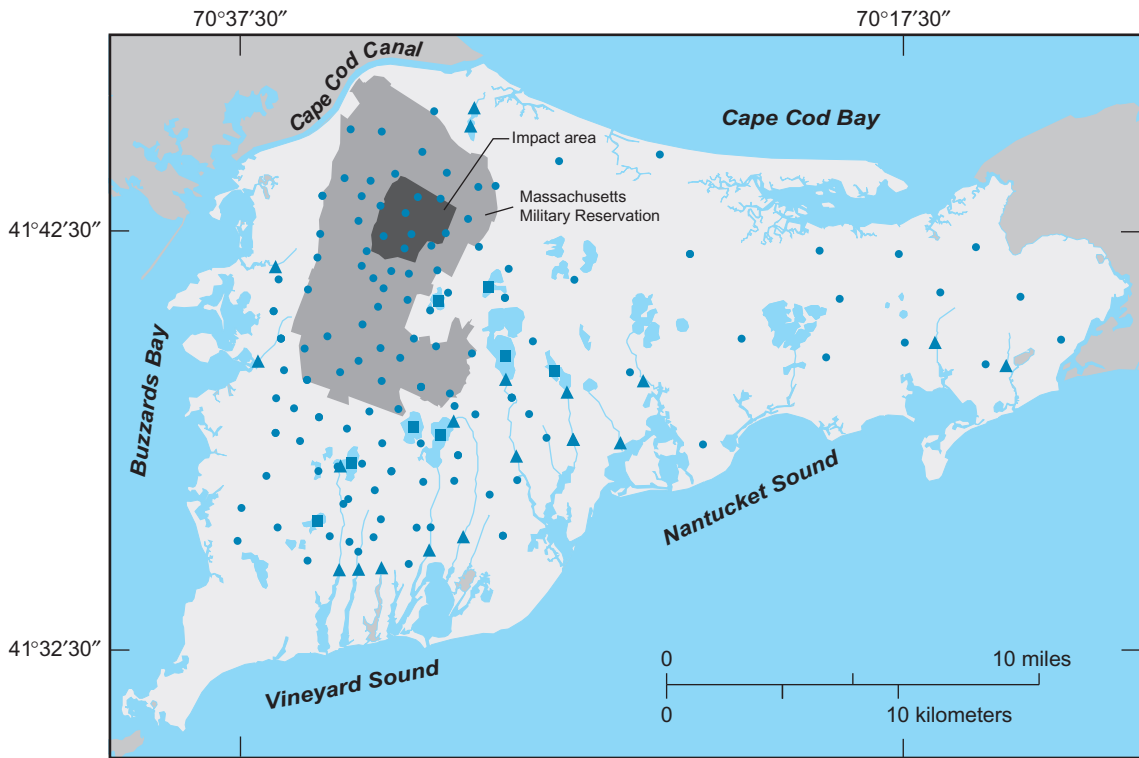 70°37′30″
70°17′30″
Cape Cod Canal
Cape Cod Bay
Impact area
Massachusetts
Military Reservation
41°42′30″
Buzzards Bay
Nantucket Sound
41°32′30″
Vineyard Sound
0 10 miles
0 10 kilometers